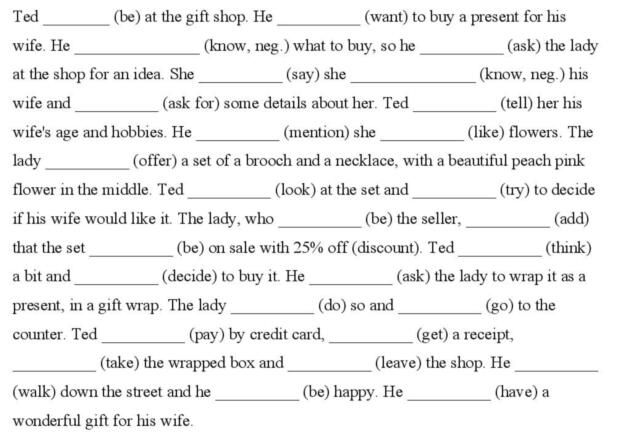 Ted ________ (be) at the gift shop. He __________ (want) to buy a present for his
wife. He _______________ (know, neg.) what to buy, so he __________ (ask) the lady
at the shop for an idea. She __________ (say) she _______________ (know, neg.) his
wife and __________ (ask for) some details about her. Ted __________ (tell) her his
wife's age and hobbies. He __________ (mention) she __________ (like) flowers. The
lady __________ (offer) a set of a brooch and a necklace, with a beautiful peach pink
flower in the middle. Ted __________ (look) at the set and __________ (try) to decide
if his wife would like it. The lady, who __________ (be) the seller, __________ (add)
that the set __________ (be) on sale with 25% off (discount). Ted __________ (think)
a bit and __________ (decide) to buy it. He __________ (ask) the lady to wrap it as a
present, in a gift wrap. The lady __________ (do) so and __________ (go) to the
counter. Ted __________ (pay) by credit card, __________ (get) a receipt,
__________ (take) the wrapped box and __________ (leave) the shop. He __________
(walk) down the street and he __________ (be) happy. He __________ (have) a
wonderful gift for his wife.